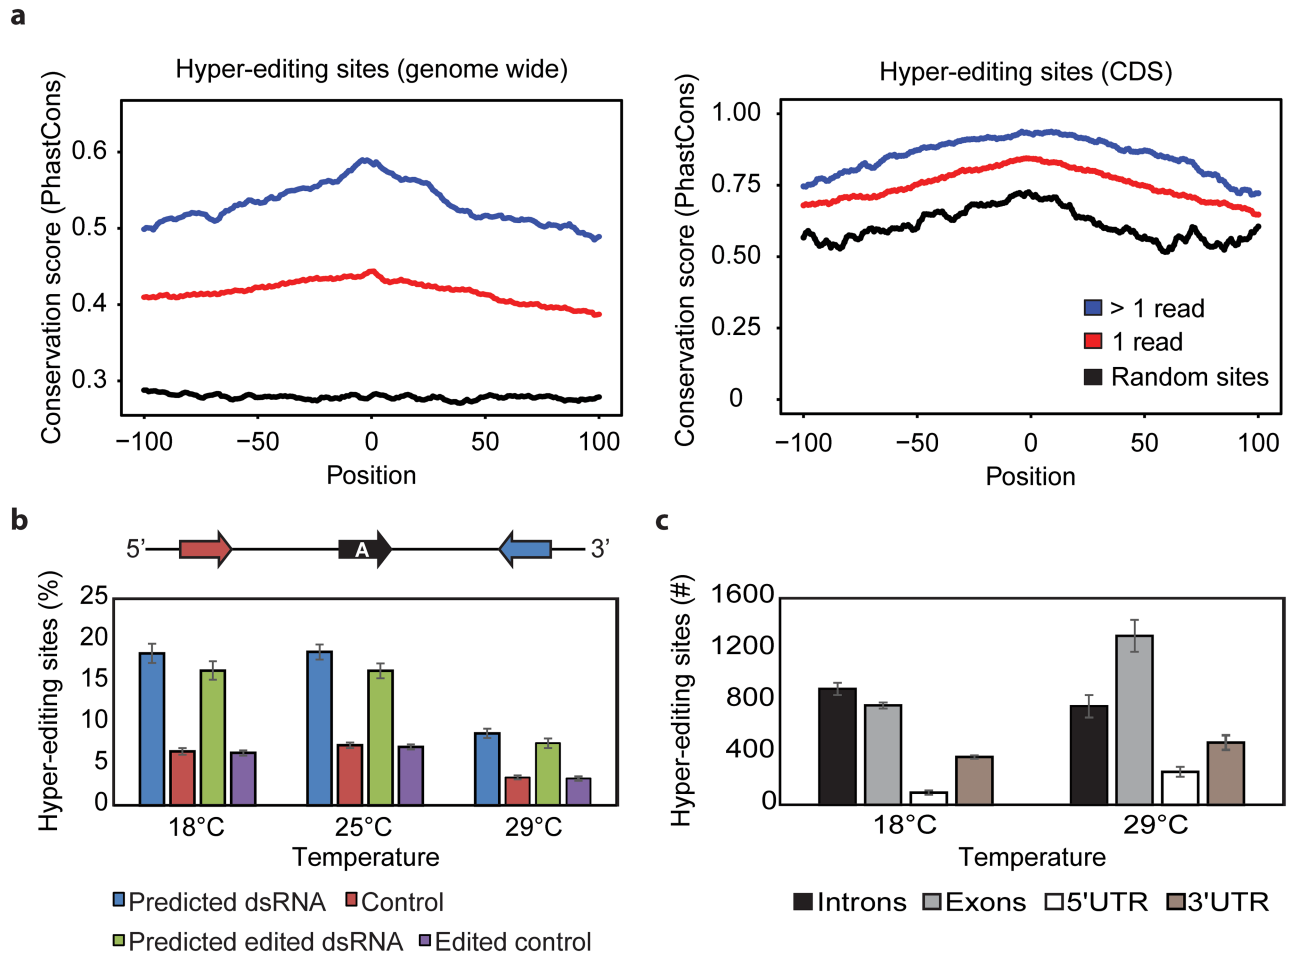 a
Hyper-editing sites (genome wide)
Conservation score (PhastCons)
0.6
0.5
0.4
0.3
−100 −50 0 50 100
Position
Hyper-editing sites (CDS)
Conservation score (PhastCons)
1.00
0.75
0.50
0.25
0
> 1 read
1 read
Random sites
−100 −50 0 50 100
Position
b
5’ A 3’
Hyper-editing sites (%)
25
20
15
10
5
0
18°C 25°C 29°C
Temperature
Predicted dsRNA Control
Predicted edited dsRNA Edited control
c
Hyper-editing sites (#)
1600
1200
800
400
0
18°C 29°C
Temperature
Introns Exons 5'UTR 3'UTR